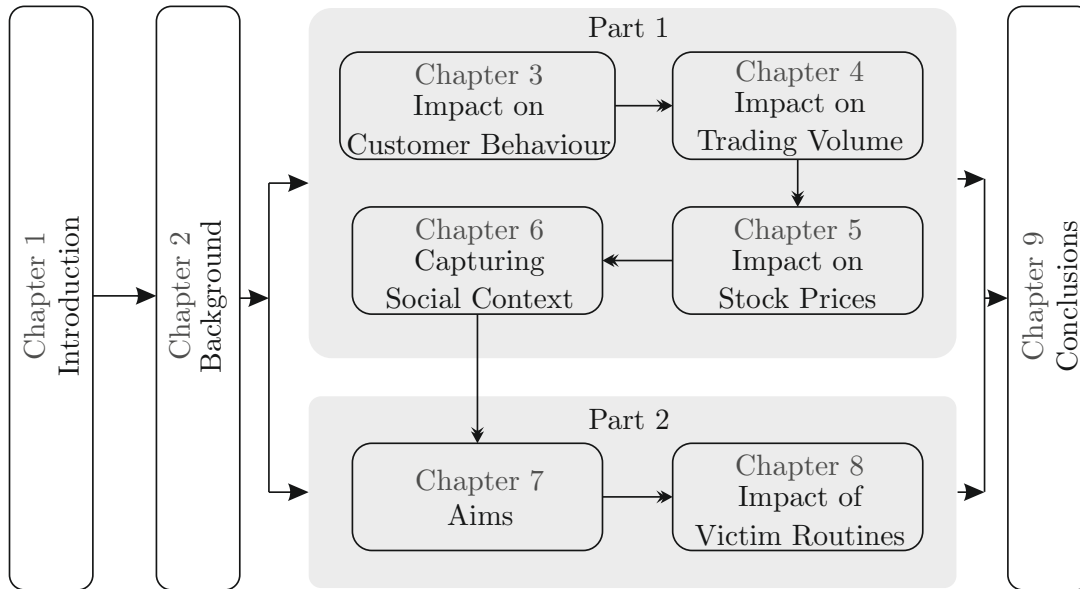 Chapter 1
Introduction
Chapter 2
Background
Part 1
Chapter 3
Impact on
Customer Behaviour
Chapter 4
Impact on
Trading Volume
Chapter 5
Impact on
Stock Prices
Chapter 6
Capturing
Social Context
Part 2
Chapter 7
Aims
Chapter 8
Impact of
Victim Routines
Chapter 9
Conclusions